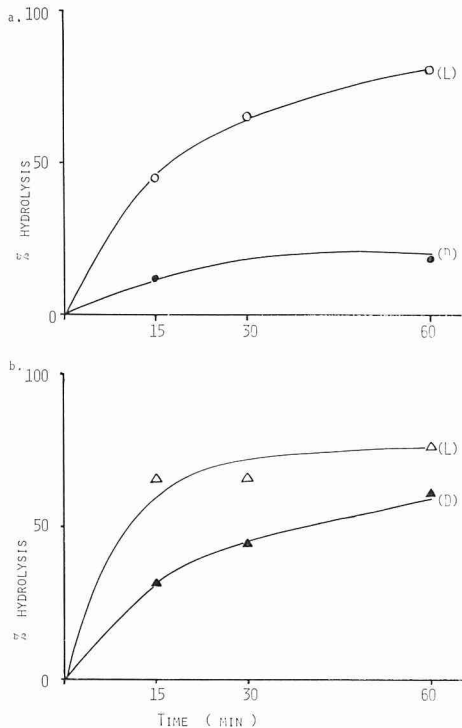 a.
100
(L)
50
% HYDROLYSIS
(D)
0
15
30
60
b.
100
(L)
(D)
50
% HYDROLYSIS
0
15
30
60
TIME ( MIN )